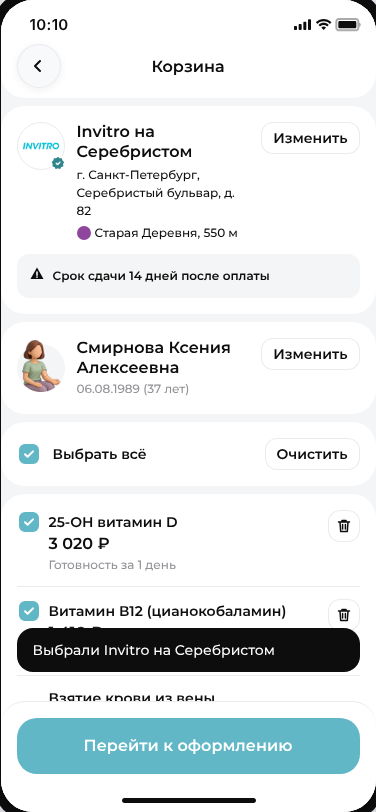 10:10
Корзина
INVITRO
Invitro на
Серебристом
Изменить
г. Санкт-Петербург,
Серебристый бульвар, д.
82
Старая Деревня, 550 м
Срок сдачи 14 дней после оплаты
Смирнова Ксения
Алексеевна
Изменить
06.08.1989 (37 лет)
Выбрать всё
Очистить
25-ОН витамин D
3 020 ₽
Готовность за 1 день
Витамин В12 (цианокобаламин)
Выбрали Invitro на Серебристом
Взятие крови из вены
Перейти к оформлению